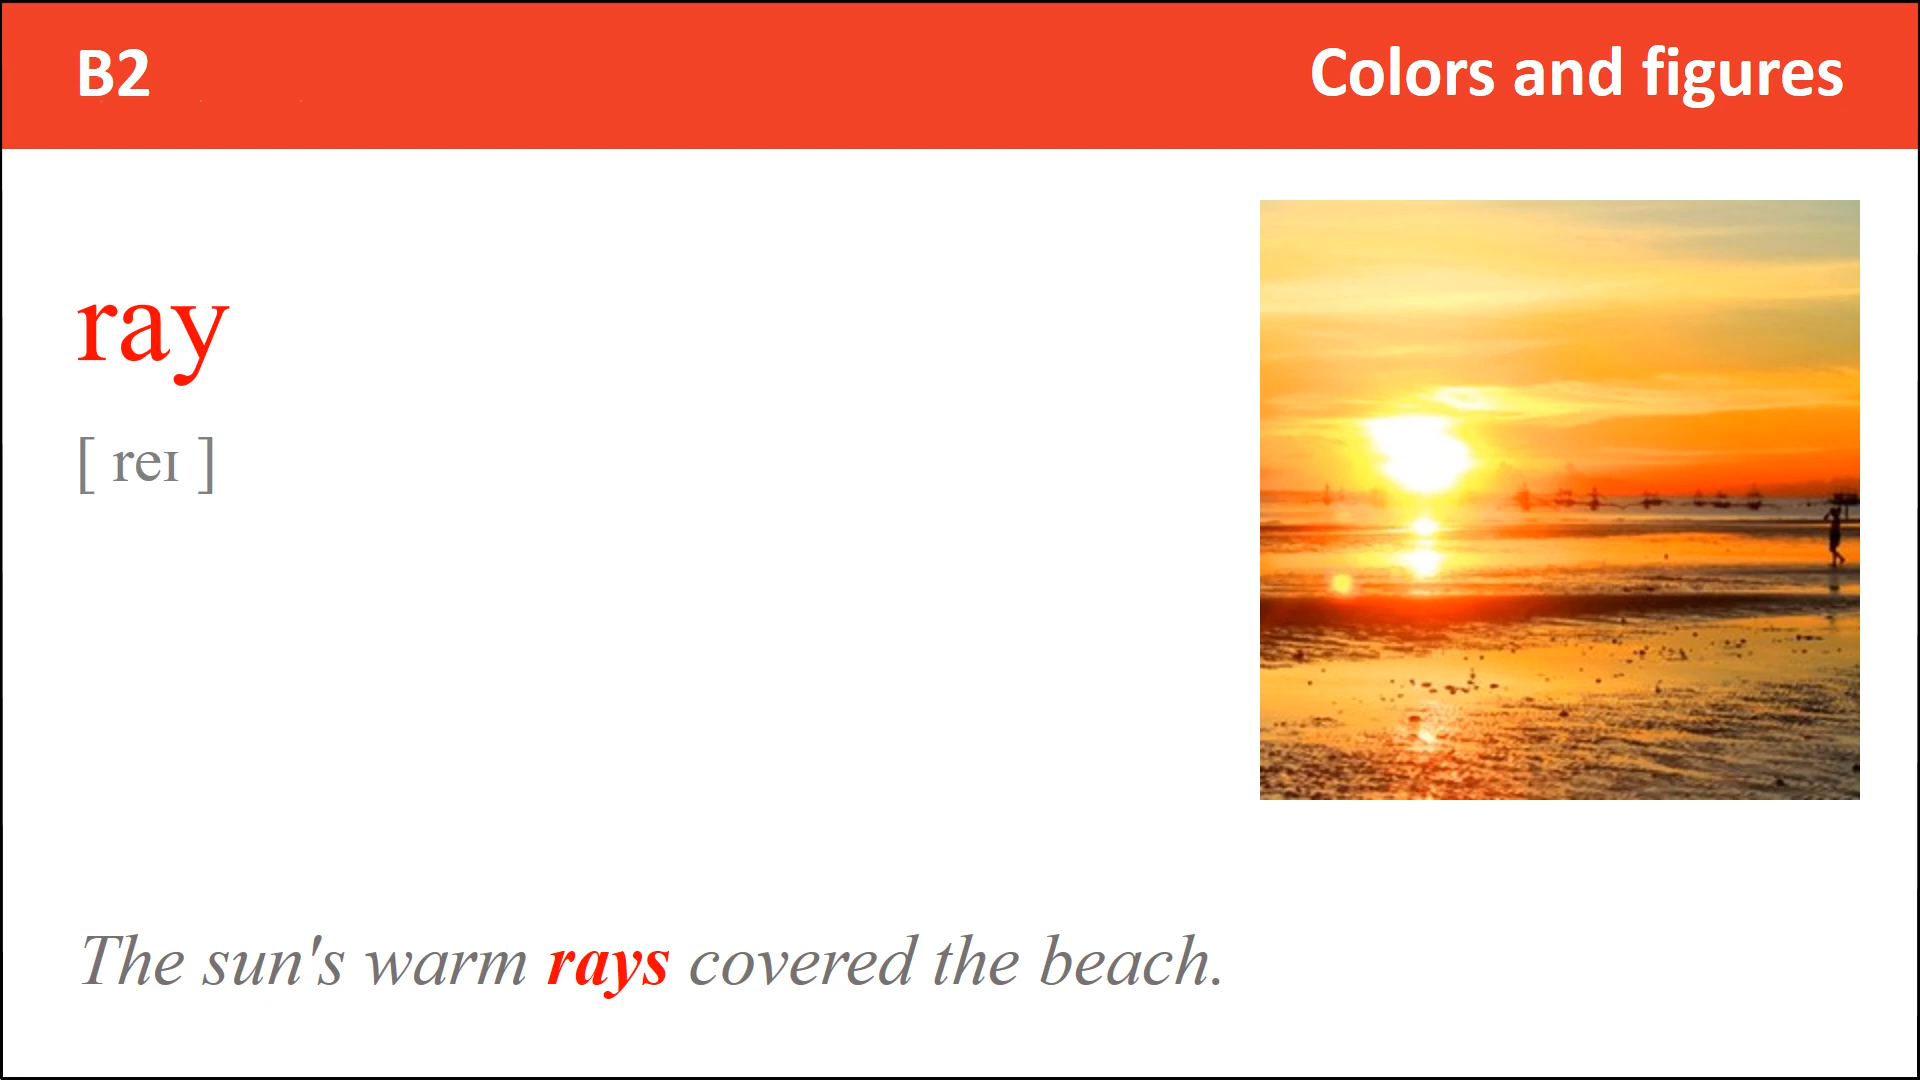 B2
Colors and figures
ray
[ reɪ ]
The sun's warm rays covered the beach.